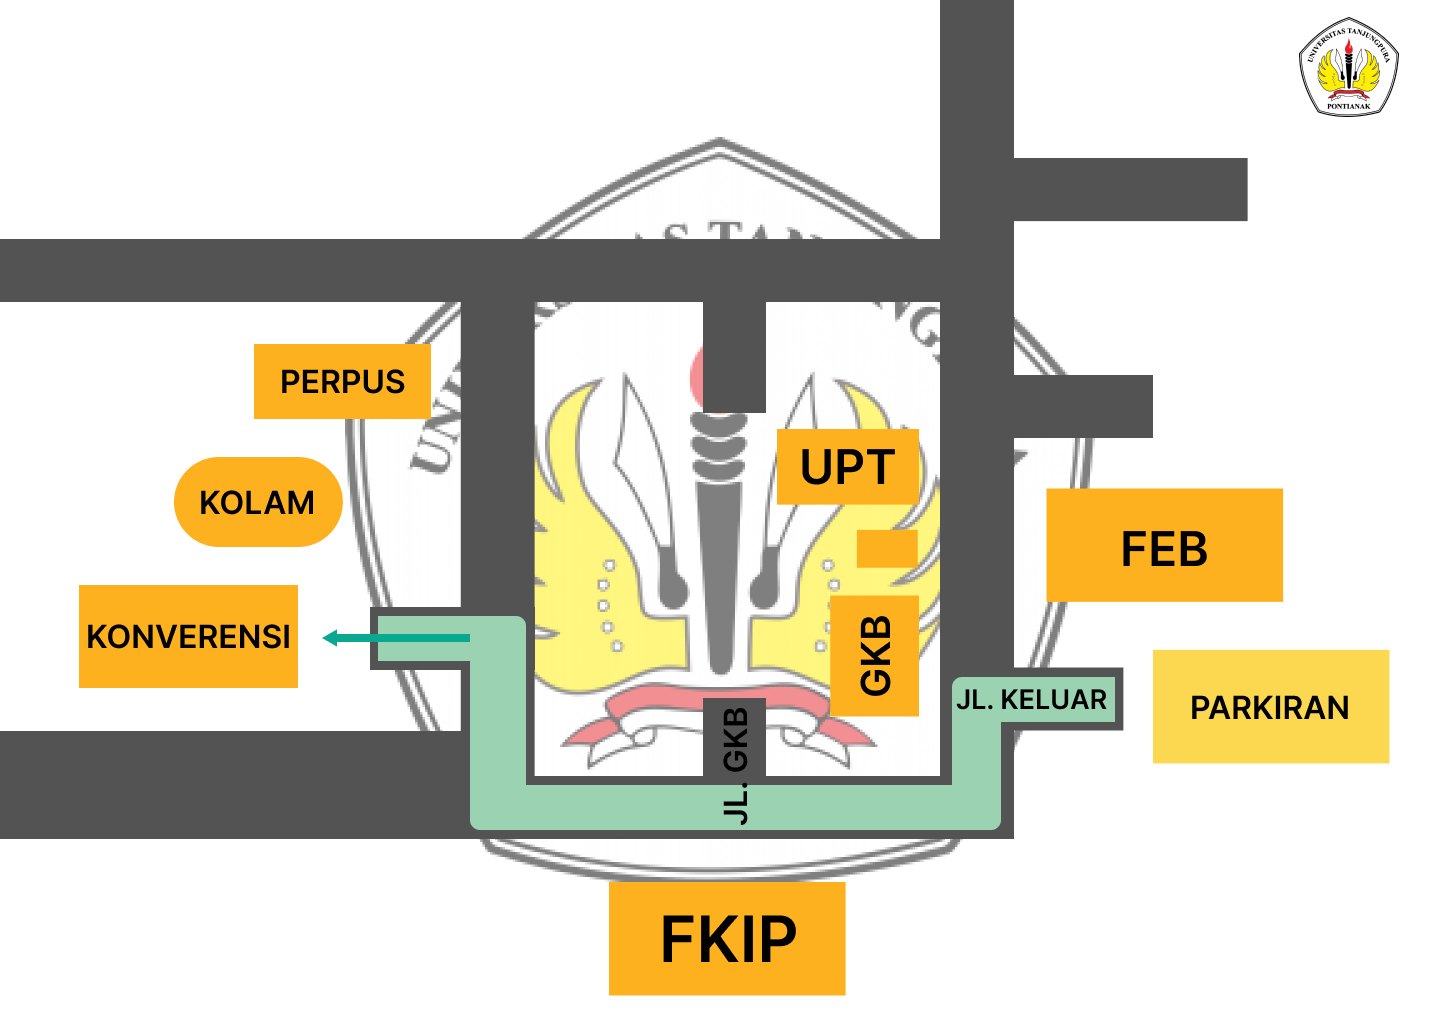 UNIVERSITAS TANJUNGPURA
PONTIANAK
PERPUS
KOLAM
KONVERENSI
UPT
GKB
FEB
JL. KELUAR
PARKIRAN
JL. GKB
FKIP